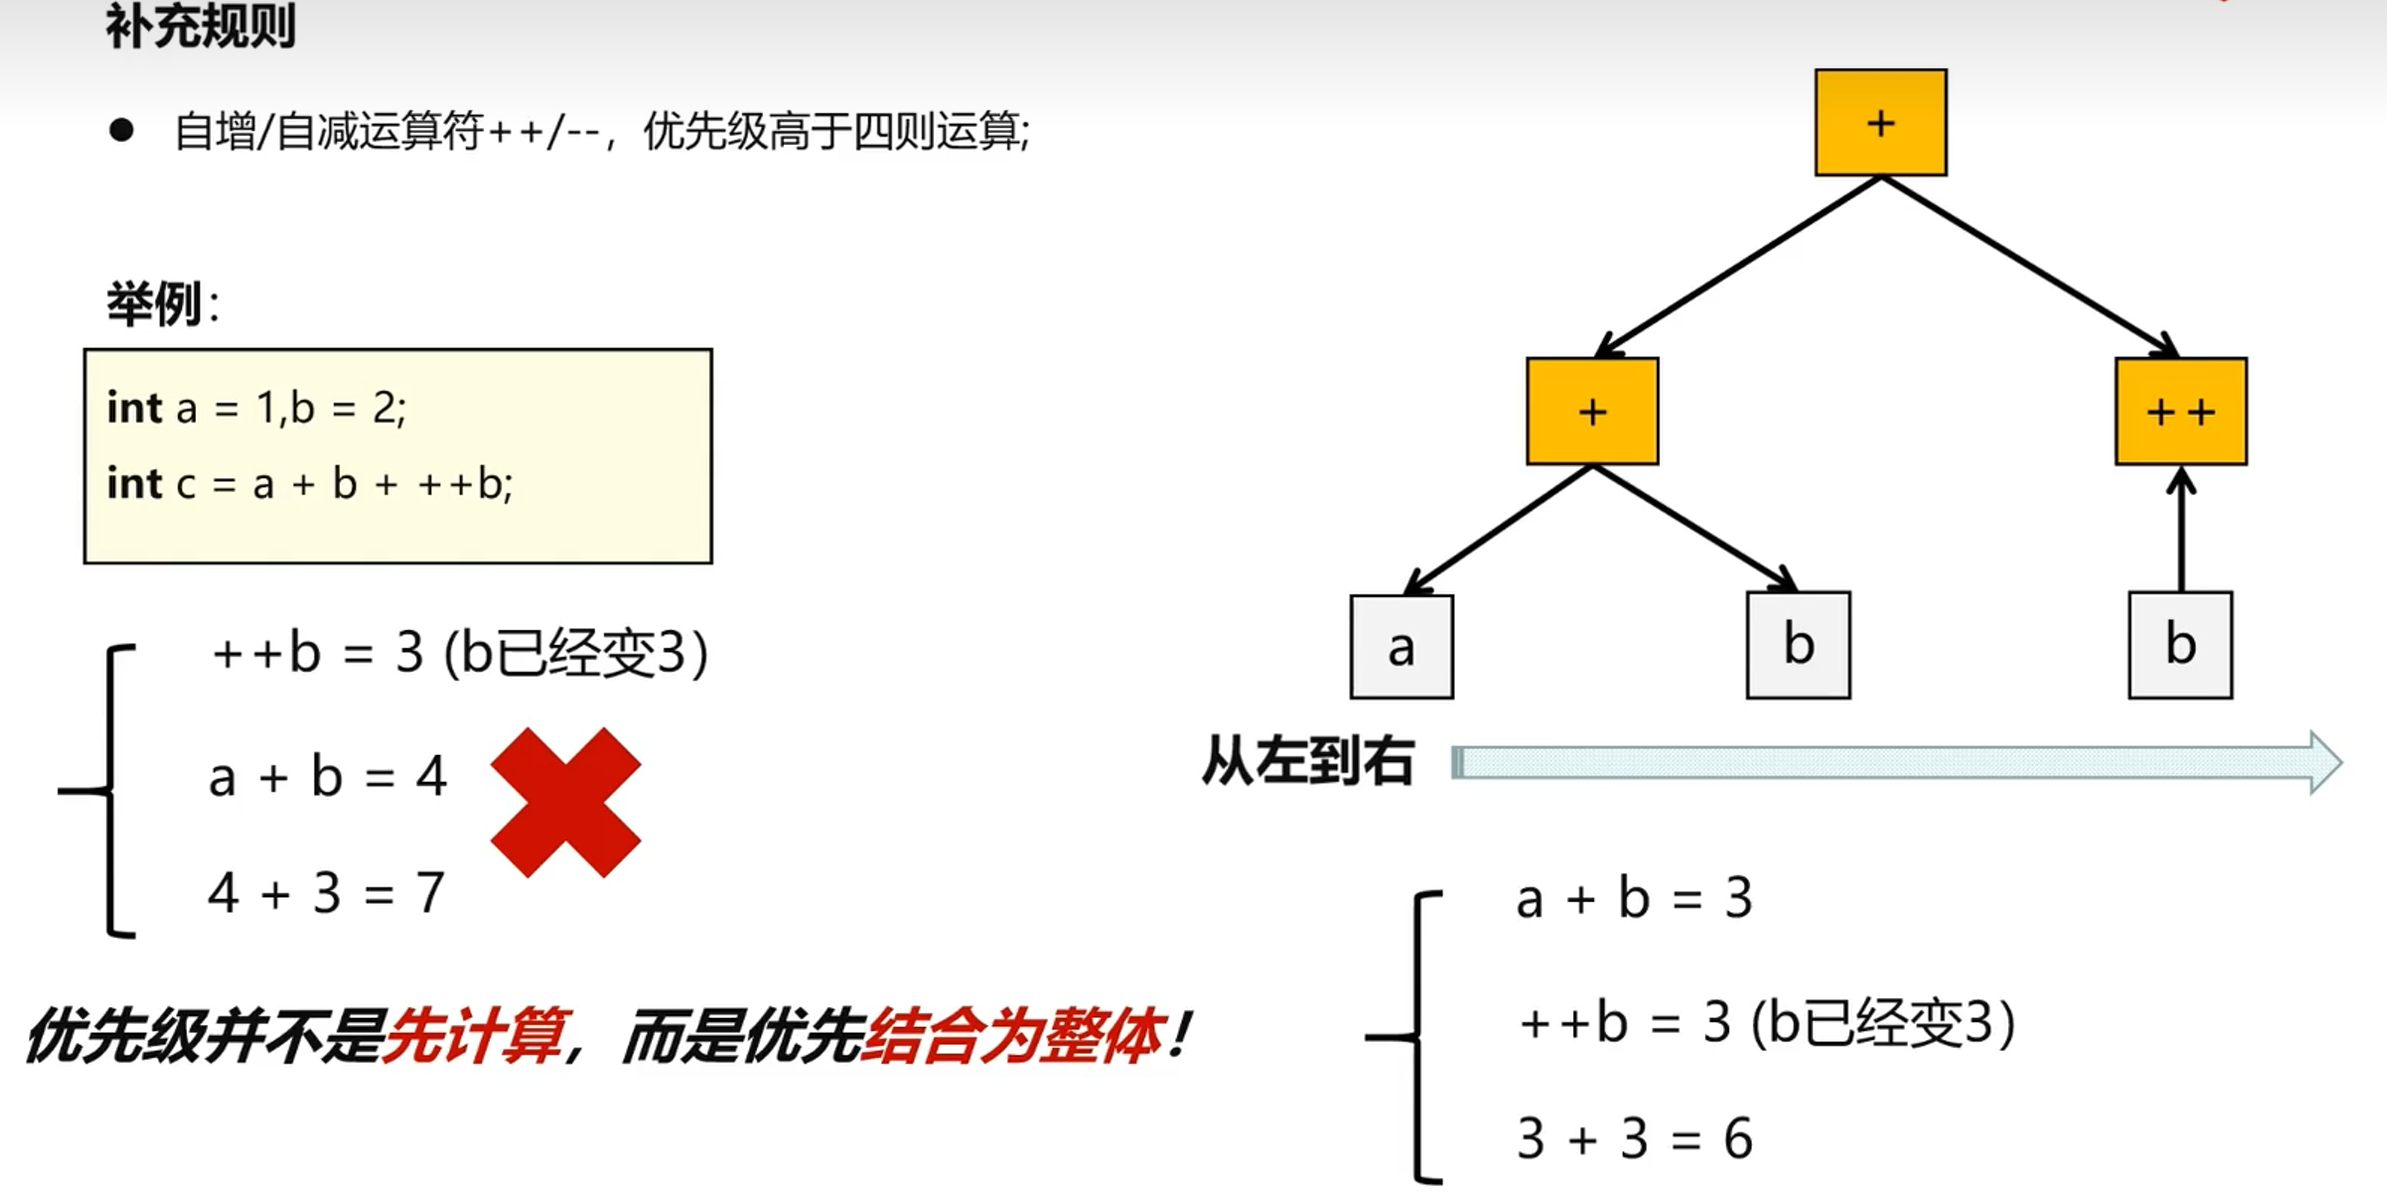 补充规则
● 自增/自减运算符++/--，优先级高于四则运算;
举例：
int a = 1,b = 2;
int c = a + b + ++b;
++b = 3 (b已经变3)
a + b = 4
4 + 3 = 7
优先级并不是先计算，而是优先结合为整体！
+
+
++
a
b
b
从左到右
a + b = 3
++b = 3 (b已经变3)
3 + 3 = 6